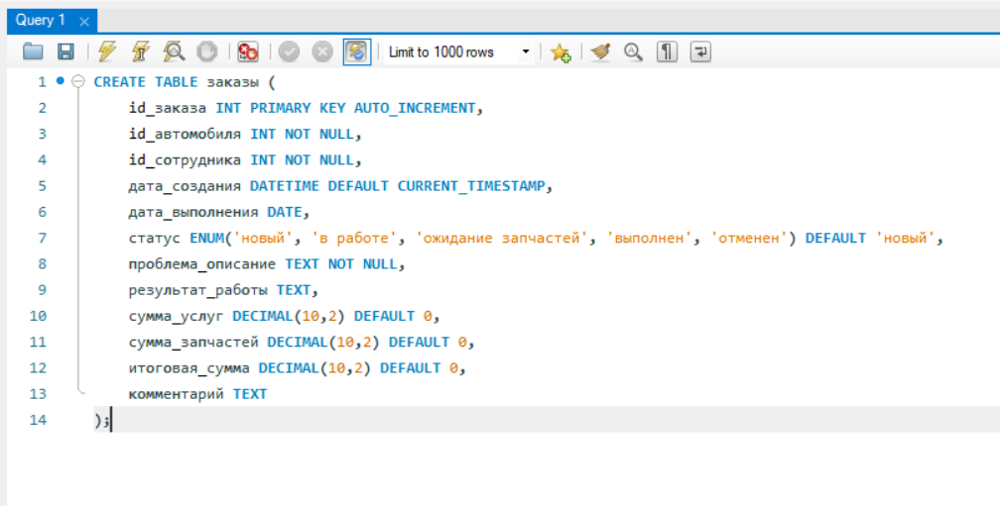 Query 1
Limit to 1000 rows
1 CREATE TABLE заказы (
2 id_заказа INT PRIMARY KEY AUTO_INCREMENT,
3 id_автомобиля INT NOT NULL,
4 id_сотрудника INT NOT NULL,
5 дата_создания DATETIME DEFAULT CURRENT_TIMESTAMP,
6 дата_выполнения DATE,
7 статус ENUM('новый', 'в работе', 'ожидание запчастей', 'выполнен', 'отменен') DEFAULT 'новый',
8 проблема_описание TEXT NOT NULL,
9 результат_работы TEXT,
10 сумма_услуг DECIMAL(10,2) DEFAULT 0,
11 сумма_запчастей DECIMAL(10,2) DEFAULT 0,
12 итоговая_сумма DECIMAL(10,2) DEFAULT 0,
13 комментарий TEXT
14 );